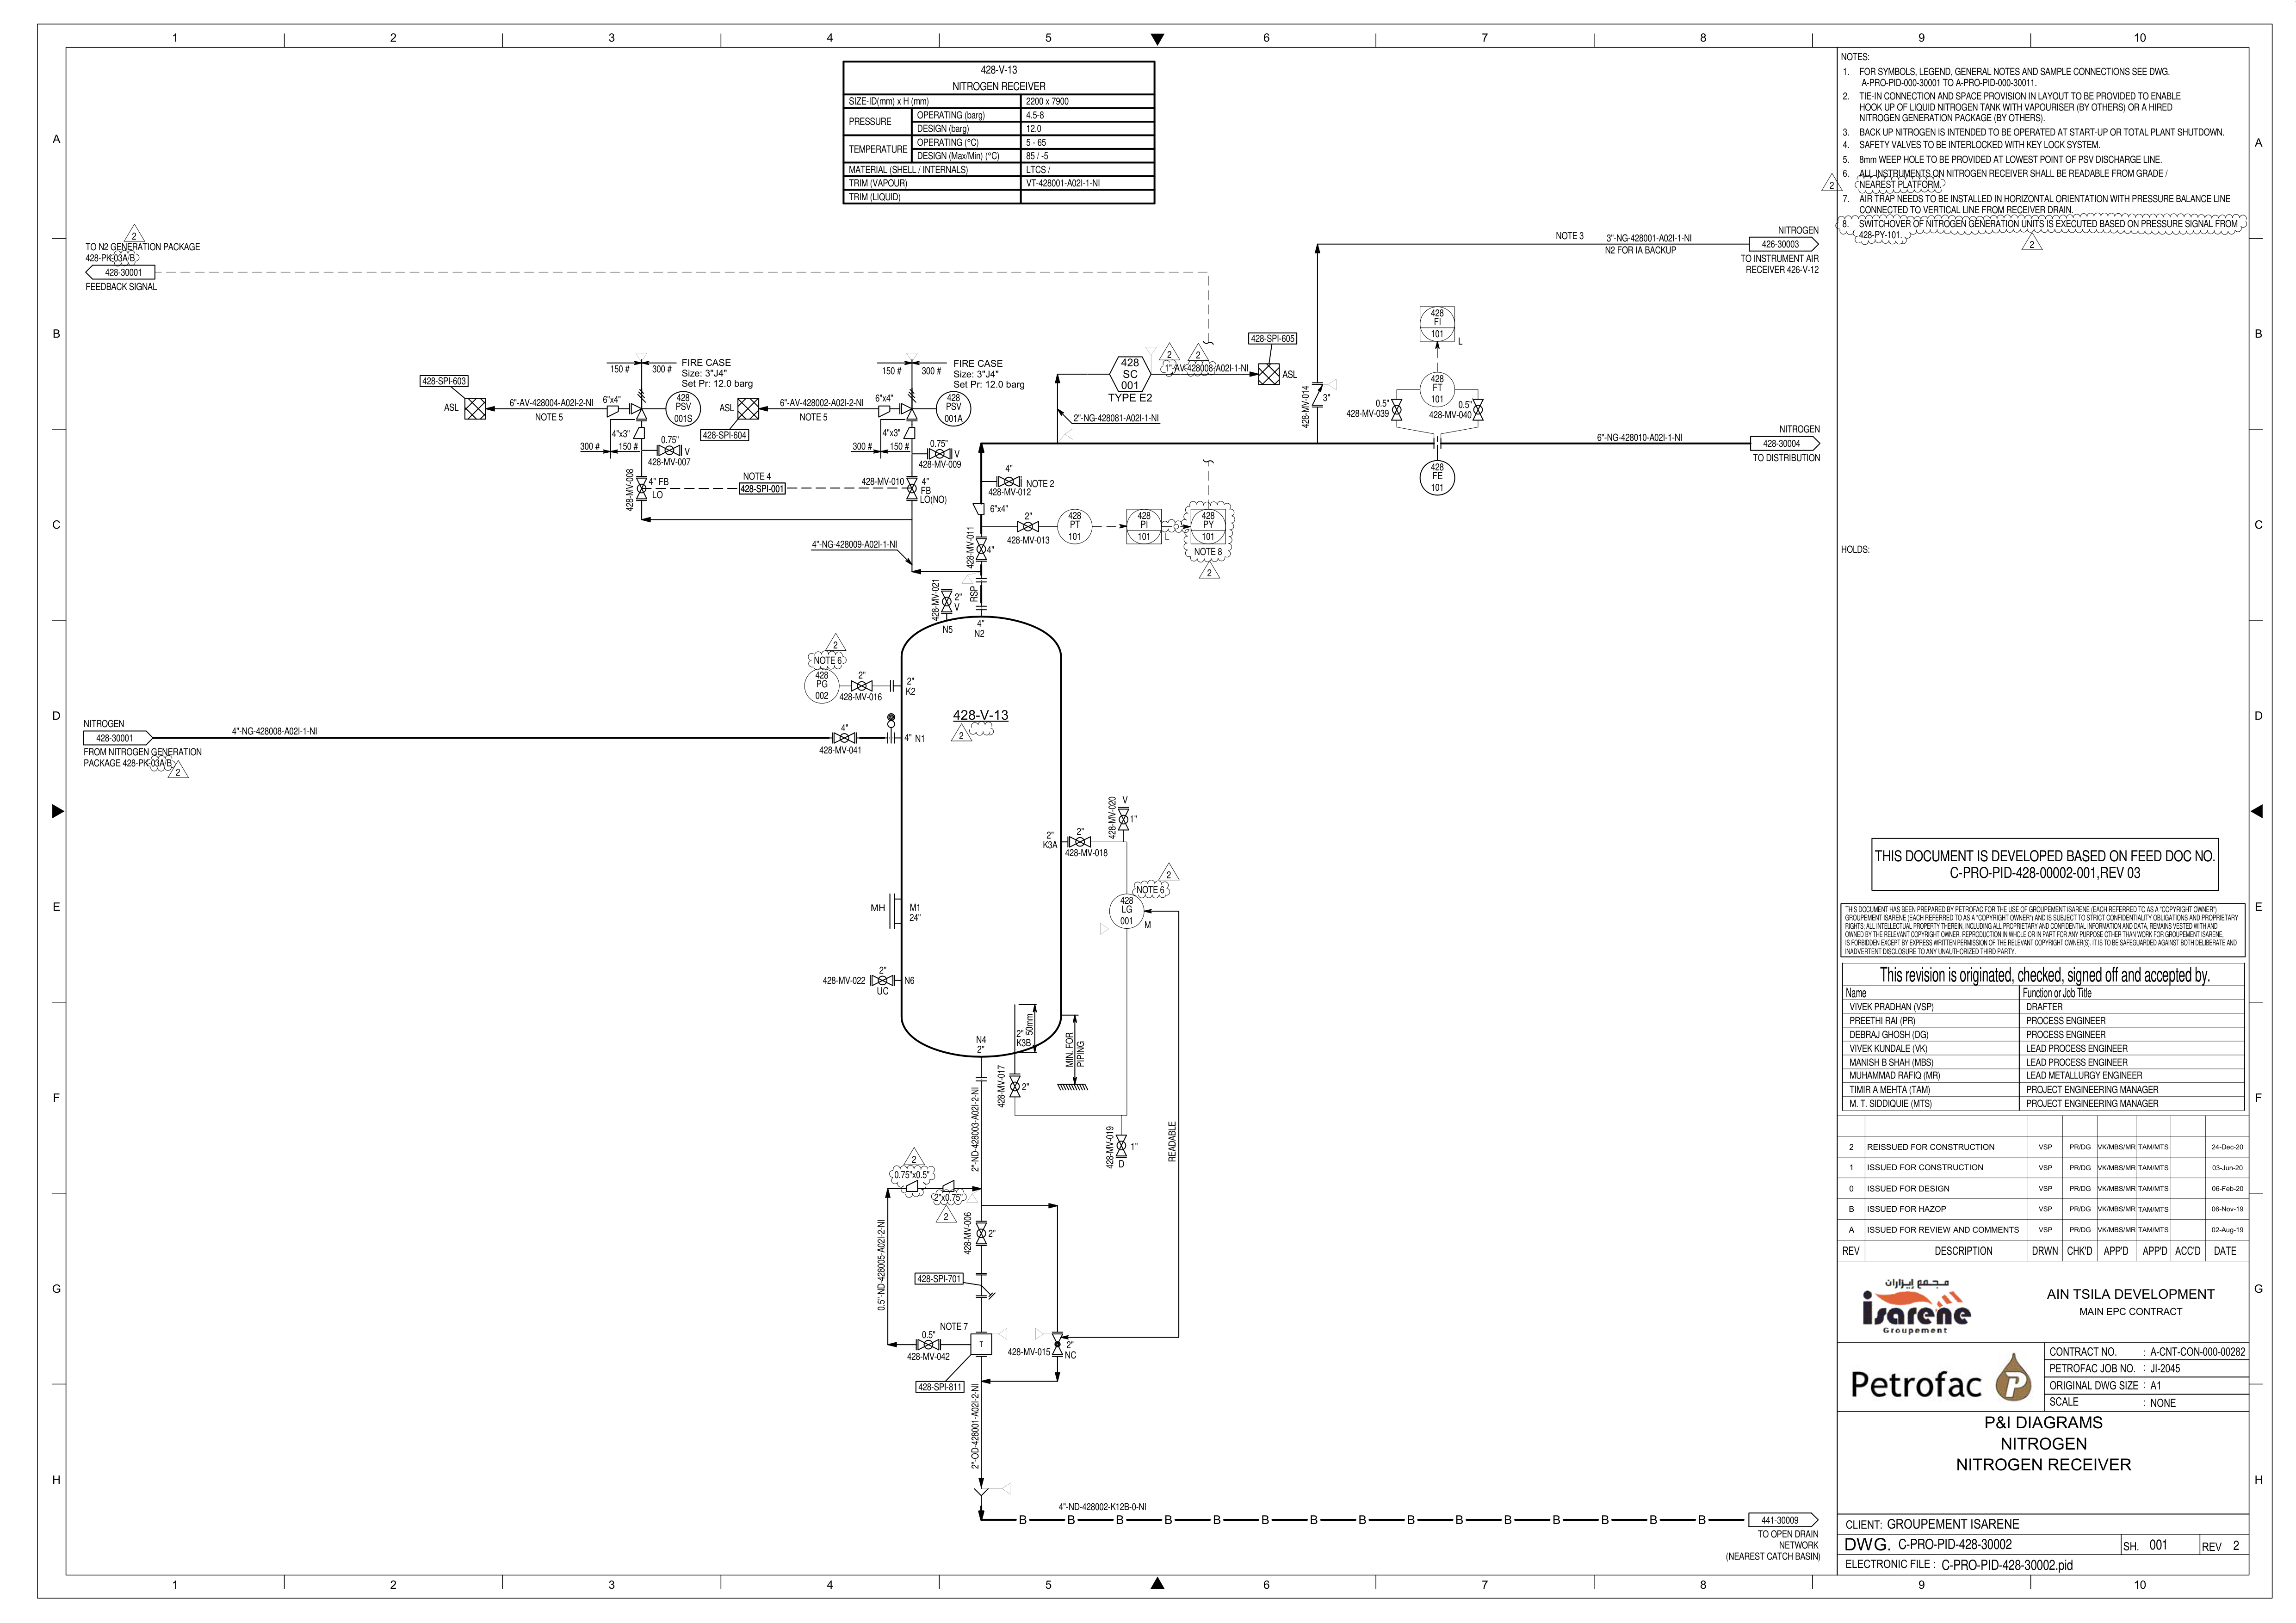 1 2 3 4 5 6 7 8 9 10
A
B
C
D
E
F
G
H
A
B
C
D
E
F
G
H
428-V-13
NITROGEN RECEIVER
SIZE-ID(mm) x H (mm) 2200 x 7900
PRESSURE OPERATING (barg) 4.5-8
DESIGN (barg) 12.0
TEMPERATURE OPERATING (°C) 5 - 65
DESIGN (Max/Min) (°C) 85 / -5
MATERIAL (SHELL / INTERNALS) LTCS /
TRIM (VAPOUR) VT-428001-A02I-1-NI
TRIM (LIQUID)
2
TO N2 GENERATION PACKAGE
428-PK-03A/B
428-30001
FEEDBACK SIGNAL
NOTE 3
3"-NG-428001-A02I-1-NI
N2 FOR IA BACKUP
NITROGEN
426-30003
TO INSTRUMENT AIR
RECEIVER 426-V-12
428
FI
101
L
428
FT
101
0.5"
428-MV-039
0.5"
428-MV-040
428
FE
101
428-MV-014
3"
6"-NG-428010-A02I-1-NI
NITROGEN
428-30004
TO DISTRIBUTION
428-SPI-605
ASL
2
2
1"-AV-428008-A02I-1-NI
428
SC
001
TYPE E2
2"-NG-428081-A02I-1-NI
150 #
300 #
FIRE CASE
Size: 3"J4"
Set Pr: 12.0 barg
428-SPI-603
ASL
6"-AV-428004-A02I-2-NI
NOTE 5
6"x4"
428
PSV
001S
4"x3"
300 #
150 #
0.75"
V
428-MV-007
428-MV-008
4" FB
LO
150 #
300 #
FIRE CASE
Size: 3"J4"
Set Pr: 12.0 barg
ASL
428-SPI-604
6"-AV-428002-A02I-2-NI
NOTE 5
6"x4"
428
PSV
001A
4"x3"
300 #
150 #
0.75"
V
428-MV-009
NOTE 4
428-SPI-001
428-MV-010
4"
FB
LO(NO)
4"-NG-428009-A02I-1-NI
4"
NOTE 2
428-MV-012
6"x4"
2"
428-MV-013
428
PT
101
428
PI
101
L
428
PY
101
NOTE 8
2
428-MV-011
4"
RSP
428-MV-021
2"
V
N5
4"
N2
2
NOTE 6
428
PG
002
2"
428-MV-016
2"
K2
428-V-13
2
NITROGEN
428-30001
FROM NITROGEN GENERATION
PACKAGE 428-PK-03A/B
2
4"-NG-428008-A02I-1-NI
4"
428-MV-041
4" N1
428-MV-020
V
1"
2"
K3A
2"
428-MV-018
2
NOTE 6
428
LG
001
M
MH
M1
24"
2"
428-MV-022
UC
N6
N4
2"
2"
K3B
50mm
MIN. FOR
PIPING
428-MV-017
2"
428-MV-019
1"
D
READABLE
2"-ND-428003-A02I-2-NI
2
0.75"x0.5"
2"x0.75"
2
0.5"-ND-428005-A02I-2-NI
428-MV-006
2"
428-SPI-701
NOTE 7
0.5"
428-MV-042
T
428-SPI-811
428-MV-015
2"
NC
2"-OD-428001-A02I-2-NI
4"-ND-428002-K12B-0-NI
B B B B B B B B B B B B B B B
441-30009
TO OPEN DRAIN
NETWORK
(NEAREST CATCH BASIN)
NOTES:
1. FOR SYMBOLS, LEGEND, GENERAL NOTES AND SAMPLE CONNECTIONS SEE DWG.
A-PRO-PID-000-30001 TO A-PRO-PID-000-30011.
2. TIE-IN CONNECTION AND SPACE PROVISION IN LAYOUT TO BE PROVIDED TO ENABLE
HOOK UP OF LIQUID NITROGEN TANK WITH VAPOURISER (BY OTHERS) OR A HIRED
NITROGEN GENERATION PACKAGE (BY OTHERS).
3. BACK UP NITROGEN IS INTENDED TO BE OPERATED AT START-UP OR TOTAL PLANT SHUTDOWN.
4. SAFETY VALVES TO BE INTERLOCKED WITH KEY LOCK SYSTEM.
5. 8mm WEEP HOLE TO BE PROVIDED AT LOWEST POINT OF PSV DISCHARGE LINE.
6. ALL INSTRUMENTS ON NITROGEN RECEIVER SHALL BE READABLE FROM GRADE /
NEAREST PLATFORM.
2
7. AIR TRAP NEEDS TO BE INSTALLED IN HORIZONTAL ORIENTATION WITH PRESSURE BALANCE LINE
CONNECTED TO VERTICAL LINE FROM RECEIVER DRAIN.
8. SWITCHOVER OF NITROGEN GENERATION UNITS IS EXECUTED BASED ON PRESSURE SIGNAL FROM
428-PY-101.
2
HOLDS:
THIS DOCUMENT IS DEVELOPED BASED ON FEED DOC NO.
C-PRO-PID-428-00002-001,REV 03
THIS DOCUMENT HAS BEEN PREPARED BY PETROFAC FOR THE USE OF GROUPEMENT ISARENE (EACH REFERRED TO AS A "COPYRIGHT OWNER")
GROUPEMENT ISARENE (EACH REFERRED TO AS A "COPYRIGHT OWNER") AND IS SUBJECT TO STRICT CONFIDENTIALITY OBLIGATIONS AND PROPRIETARY
RIGHTS; ALL INTELLECTUAL PROPERTY THEREIN, INCLUDING ALL PROPRIETARY AND CONFIDENTIAL INFORMATION AND DATA, REMAINS VESTED WITH AND
OWNED BY THE RELEVANT COPYRIGHT OWNER. REPRODUCTION IN WHOLE OR IN PART FOR ANY PURPOSE OTHER THAN WORK FOR GROUPEMENT ISARENE,
IS FORBIDDEN EXCEPT BY EXPRESS WRITTEN PERMISSION OF THE RELEVANT COPYRIGHT OWNER(S). IT IS TO BE SAFEGUARDED AGAINST BOTH DELIBERATE AND
INADVERTENT DISCLOSURE TO ANY UNAUTHORIZED THIRD PARTY.
This revision is originated, checked, signed off and accepted by.
Name Function or Job Title
VIVEK PRADHAN (VSP) DRAFTER
PREETHI RAI (PR) PROCESS ENGINEER
DEBRAJ GHOSH (DG) PROCESS ENGINEER
VIVEK KUNDALE (VK) LEAD PROCESS ENGINEER
MANISH B SHAH (MBS) LEAD PROCESS ENGINEER
MUHAMMAD RAFIQ (MR) LEAD METALLURGY ENGINEER
TIMIR A MEHTA (TAM) PROJECT ENGINEERING MANAGER
M. T. SIDDIQUIE (MTS) PROJECT ENGINEERING MANAGER
2 REISSUED FOR CONSTRUCTION VSP PR/DG VK/MBS/MR TAM/MTS 24-Dec-20
1 ISSUED FOR CONSTRUCTION VSP PR/DG VK/MBS/MR TAM/MTS 03-Jun-20
0 ISSUED FOR DESIGN VSP PR/DG VK/MBS/MR TAM/MTS 06-Feb-20
B ISSUED FOR HAZOP VSP PR/DG VK/MBS/MR TAM/MTS 06-Nov-19
A ISSUED FOR REVIEW AND COMMENTS VSP PR/DG VK/MBS/MR TAM/MTS 02-Aug-19
REV DESCRIPTION DRWN CHK'D APP'D APP'D ACC'D DATE
مجمع إيزاران
isarene
Groupement
AIN TSILA DEVELOPMENT
MAIN EPC CONTRACT
Petrofac
CONTRACT NO. : A-CNT-CON-000-00282
PETROFAC JOB NO. : JI-2045
ORIGINAL DWG SIZE : A1
SCALE : NONE
P&I DIAGRAMS
NITROGEN
NITROGEN RECEIVER
CLIENT: GROUPEMENT ISARENE
DWG. C-PRO-PID-428-30002 SH. 001 REV 2
ELECTRONIC FILE : C-PRO-PID-428-30002.pid
1 2 3 4 5 6 7 8 9 10